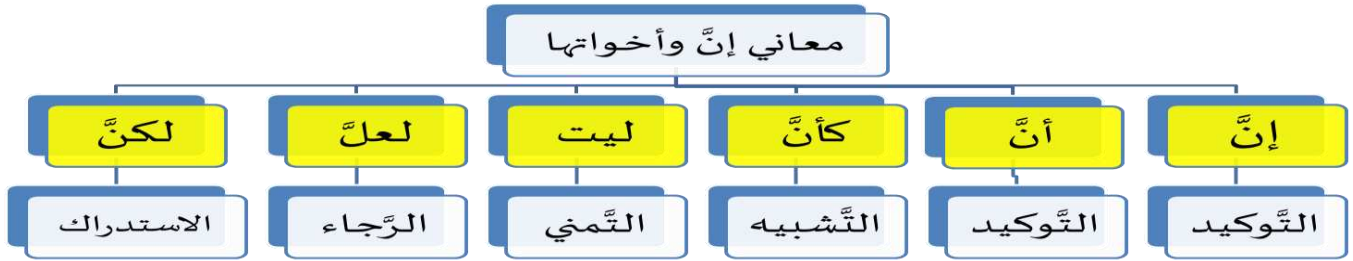 معاني إنَّ وأخواتها
إنَّ أنَّ كأنَّ ليت لعلَّ لكنَّ
التَّوكيد التَّوكيد التَّشبيه التَّمني الرَّجاء الاستدراك